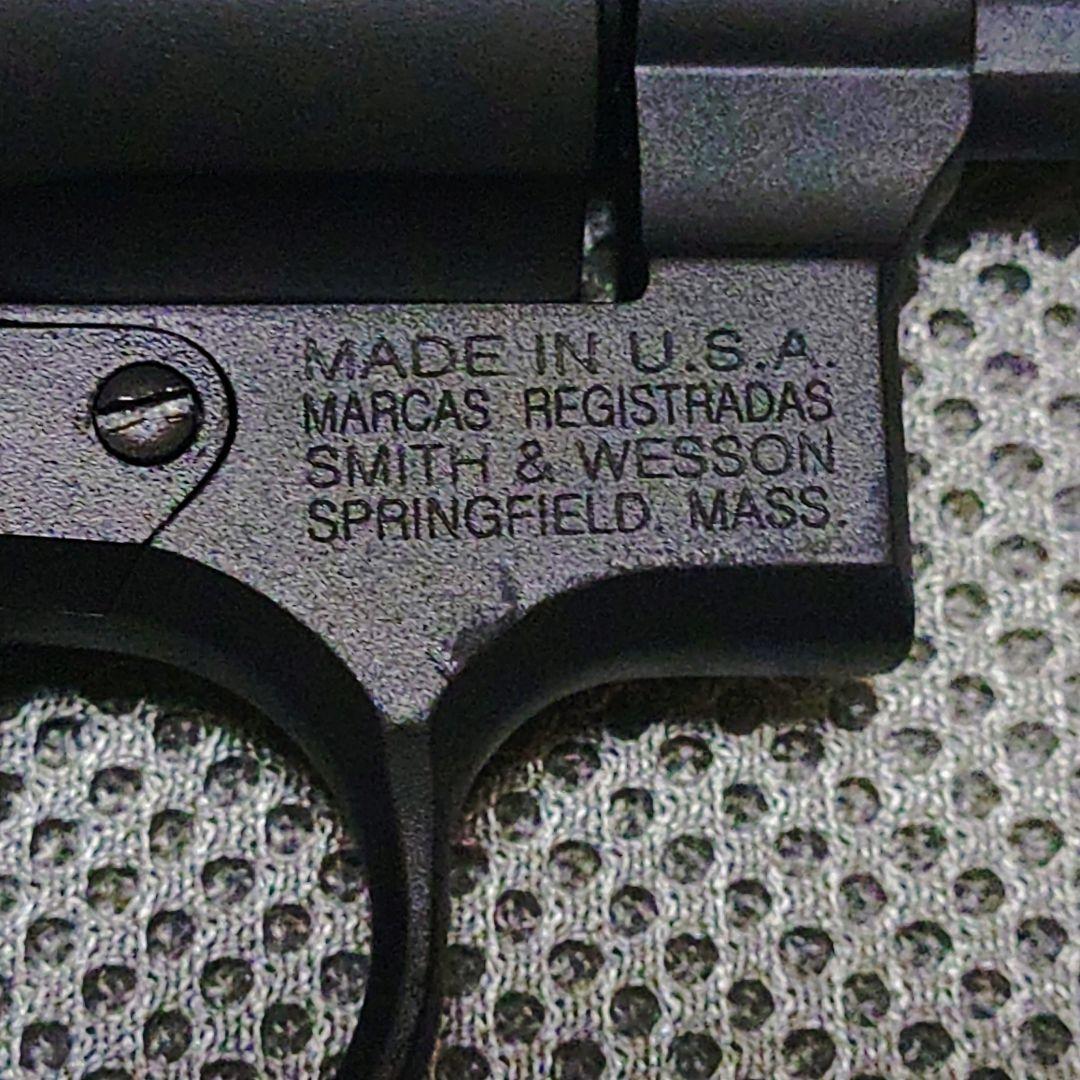 MADE IN U.S.A.
MARCAS REGISTRADAS
SMITH & WESSON
SPRINGFIELD, MASS.